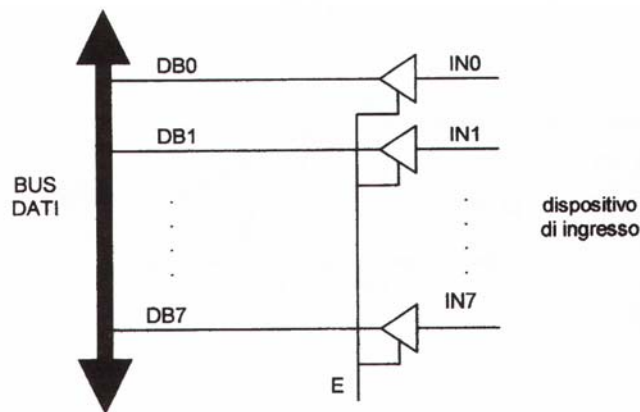 DB0
IN0
DB1
IN1
BUS
DATI
dispositivo
di ingresso
DB7
IN7
E